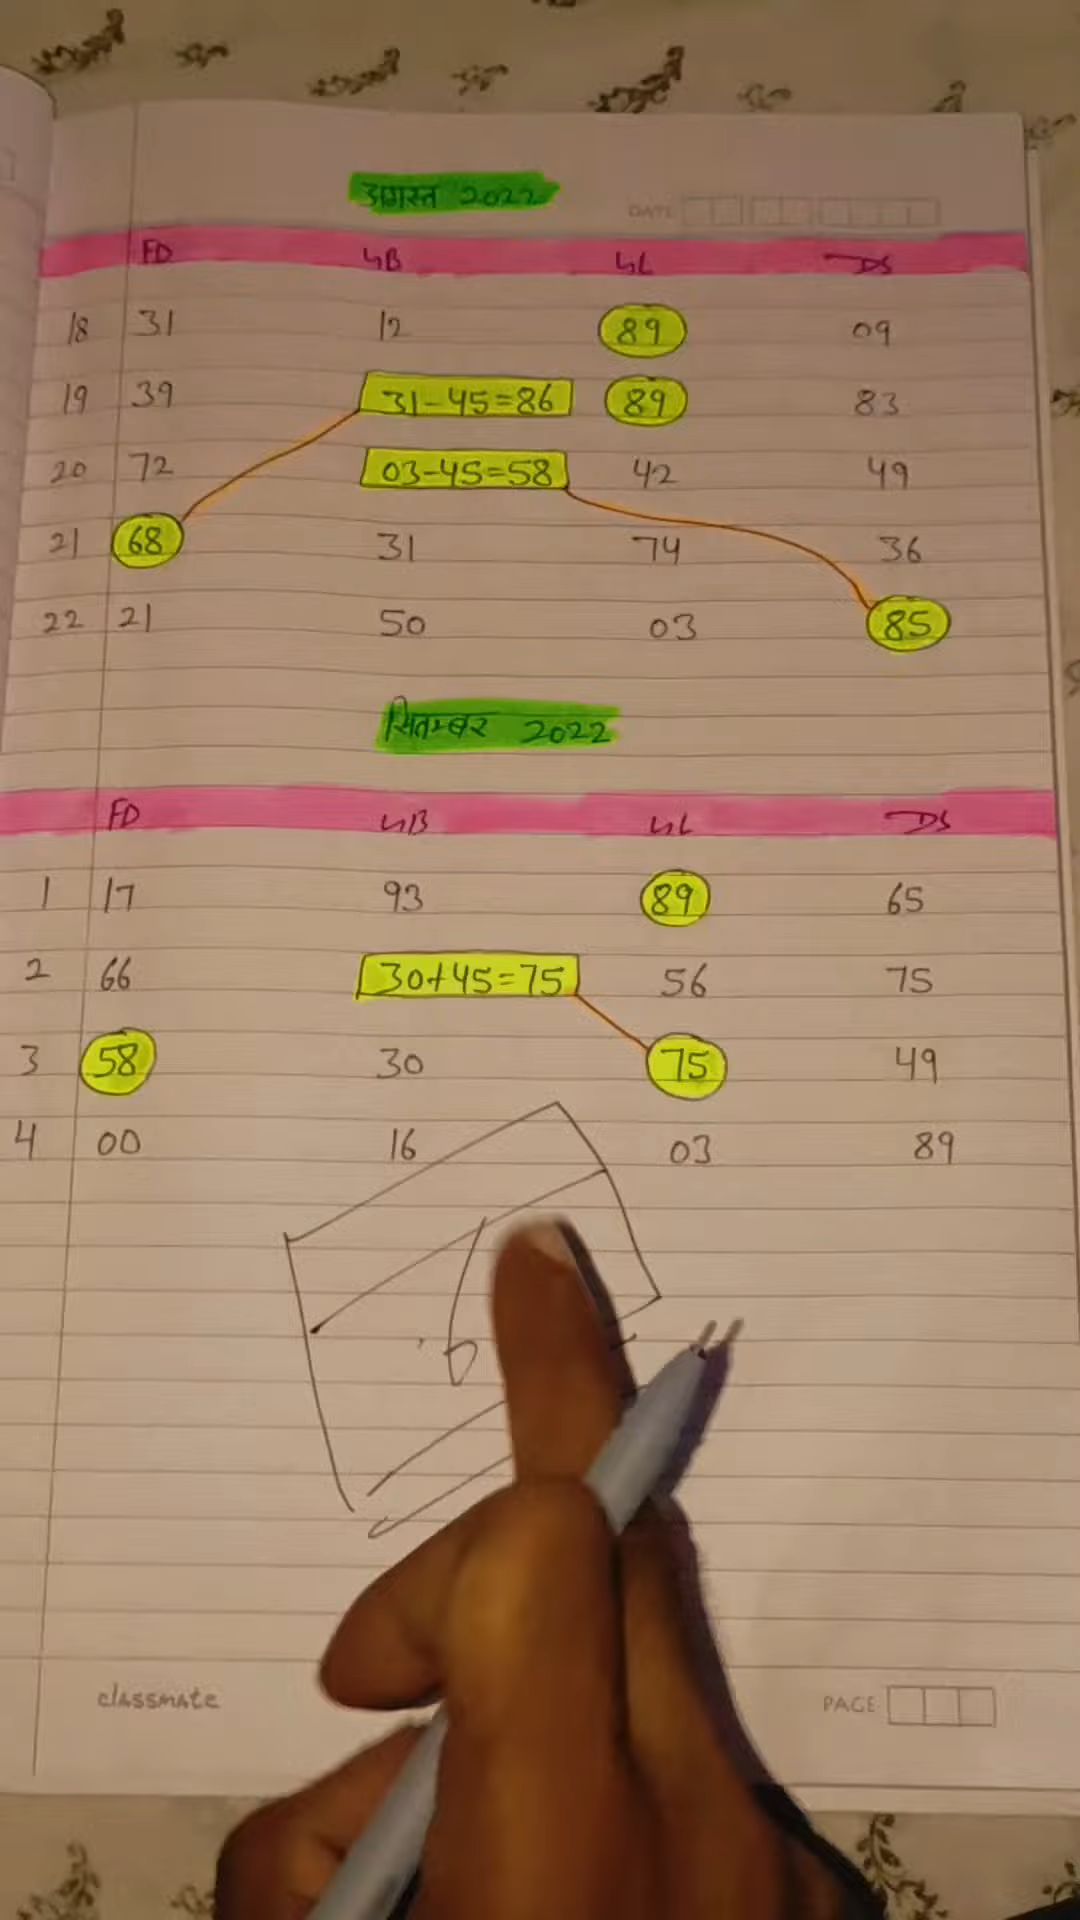 अगस्त 2022
DATE
FD GB GL DS
18 31 12 89 09
19 39 31-45=86 89 83
20 72 03-45=58 42 49
21 68 31 74 36
22 21 50 03 85
सितम्बर 2022
FD GB GL DS
1 17 93 89 65
2 66 30+45=75 56 75
3 58 30 75 49
4 00 16 03 89
classmate
PAGE